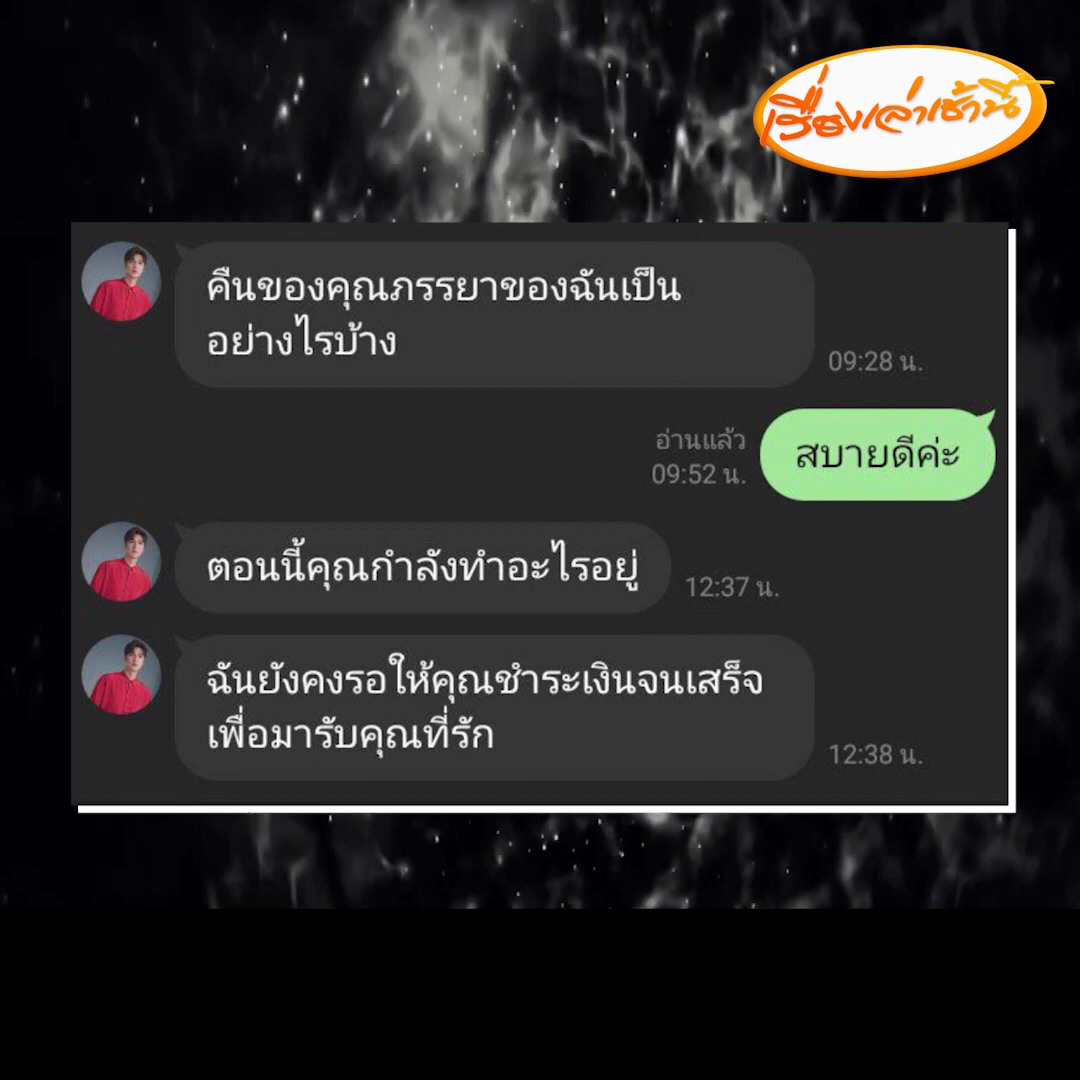 เรื่องเล่าเช้านี้
คืนของคุณภรรยาของฉันเป็น
อย่างไรบ้าง
09:28 น.
อ่านแล้ว
09:52 น.
สบายดีค่ะ
ตอนนี้คุณกำลังทำอะไรอยู่
12:37 น.
ฉันยังคงรอให้คุณชำระเงินจนเสร็จ
เพื่อมารับคุณที่รัก
12:38 น.